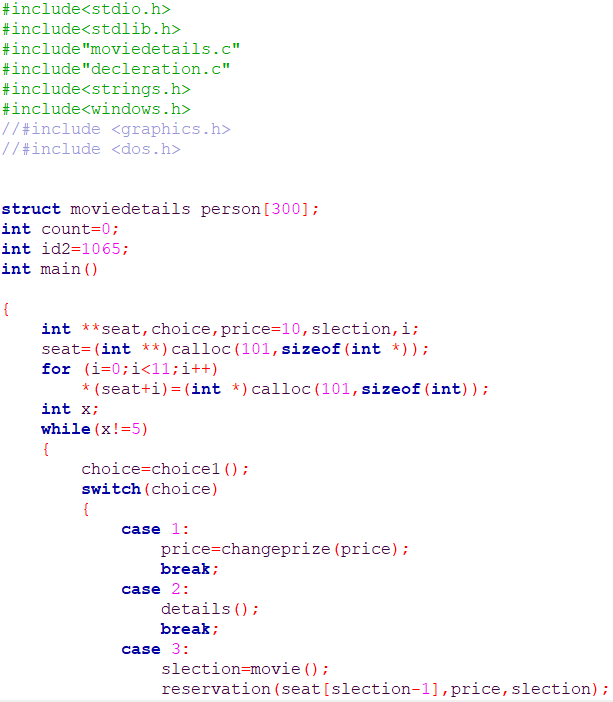 #include<stdio.h>
#include<stdlib.h>
#include"moviedetails.c"
#include"decleration.c"
#include<strings.h>
#include<windows.h>
//#include <graphics.h>
//#include <dos.h>
struct moviedetails person[300];
int count=0;
int id2=1065;
int main()
{
    int **seat,choice,price=10,slection,i;
    seat=(int **)calloc(101,sizeof(int *));
    for (i=0;i<11;i++)
        *(seat+i)=(int *)calloc(101,sizeof(int));
    int x;
    while(x!=5)
    {
        choice=choice1();
        switch(choice)
        {
            case 1:
                price=changeprize(price);
                break;
            case 2:
                details();
                break;
            case 3:
                slection=movie();
                reservation(seat[slection-1],price,slection);